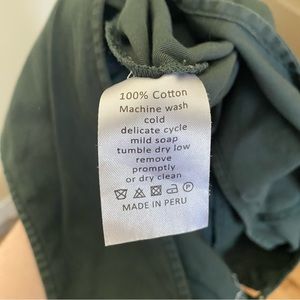 100% Cotton
Machine wash
cold
delicate cycle
mild soap
tumble dry low
remove
promptly
or dry clean
MADE IN PERU